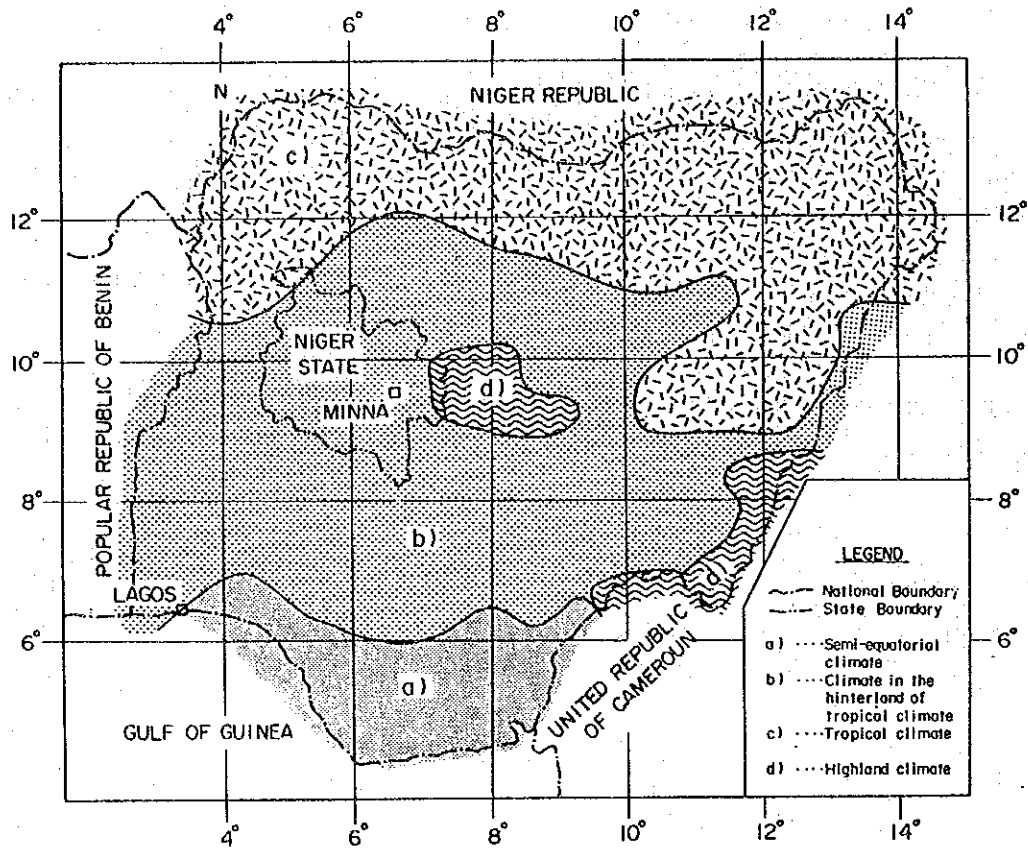 4° 6° 8° 10° 12° 14°
N
NIGER REPUBLIC
c)
12° 12°
POPULAR REPUBLIC OF BENIN
NIGER
STATE
10° 10°
MINNA
d)
8° 8°
b)
LAGOS
d)
6° 6°
a)
GULF OF GUINEA
UNITED REPUBLIC
OF CAMEROUN
LEGEND
National Boundary
State Boundary
a) ····Semi-equatorial
climate
b) ····Climate in the
hinterland of
tropical climate
c) ····Tropical climate
d) ····Highland climate
4° 6° 8° 10° 12° 14°